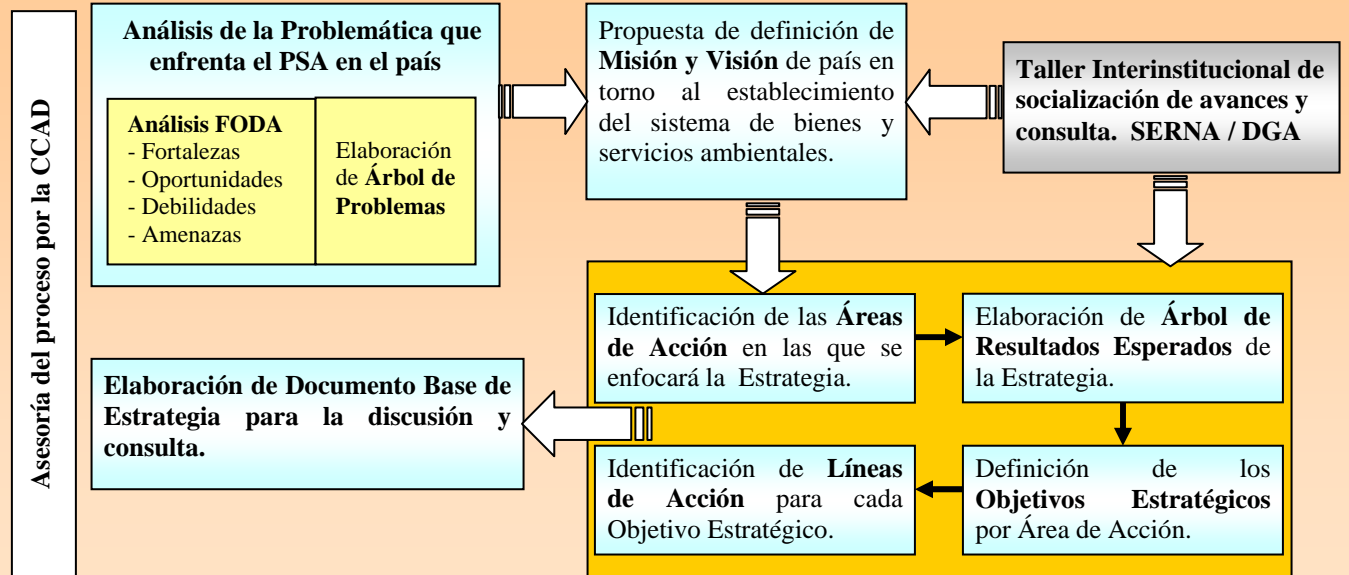 Asesoría del proceso por la CCAD
Análisis de la Problemática que
enfrenta el PSA en el país
Análisis FODA
- Fortalezas
- Oportunidades
- Debilidades
- Amenazas
Elaboración
de Árbol de
Problemas
Propuesta de definición de
Misión y Visión de país en
torno al establecimiento
del sistema de bienes y
servicios ambientales.
Taller Interinstitucional de
socialización de avances y
consulta. SERNA / DGA
Identificación de las Áreas
de Acción en las que se
enfocará la Estrategia.
Elaboración de Árbol de
Resultados Esperados de
la Estrategia.
Definición de los
Objetivos Estratégicos
por Área de Acción.
Identificación de Líneas
de Acción para cada
Objetivo Estratégico.
Elaboración de Documento Base de
Estrategia para la discusión y
consulta.